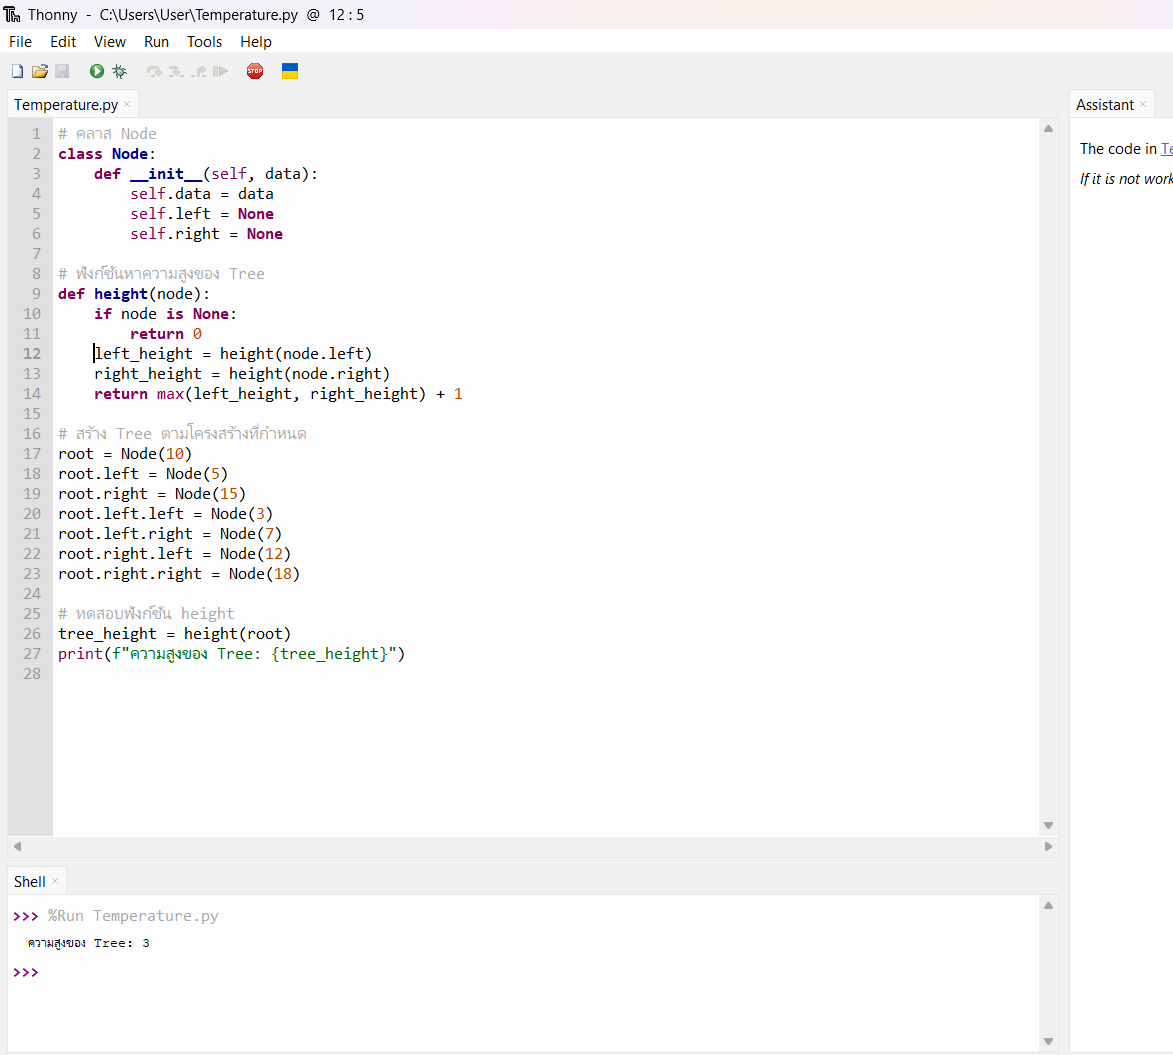 Thonny - C:\Users\User\Temperature.py @ 12 : 5
File Edit View Run Tools Help
STOP
Temperature.py ×
1 # คลาส Node
2 class Node:
3     def __init__(self, data):
4         self.data = data
5         self.left = None
6         self.right = None
7
8 # ฟังก์ชันหาความสูงของ Tree
9 def height(node):
10     if node is None:
11         return 0
12     left_height = height(node.left)
13     right_height = height(node.right)
14     return max(left_height, right_height) + 1
15
16 # สร้าง Tree ตามโครงสร้างที่กำหนด
17 root = Node(10)
18 root.left = Node(5)
19 root.right = Node(15)
20 root.left.left = Node(3)
21 root.left.right = Node(7)
22 root.right.left = Node(12)
23 root.right.right = Node(18)
24
25 # ทดสอบฟังก์ชัน height
26 tree_height = height(root)
27 print(f"ความสูงของ Tree: {tree_height}")
28
Assistant ×
The code in Te
If it is not work
Shell ×
>>> %Run Temperature.py
ความสูงของ Tree: 3
>>>